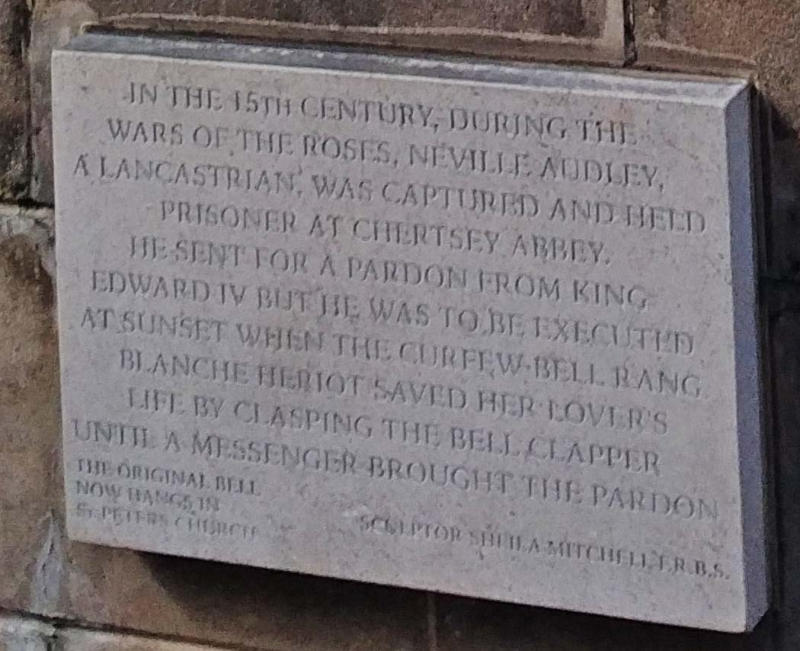 IN THE 15TH CENTURY, DURING THE
WARS OF THE ROSES, NEVILLE AUDLEY,
A LANCASTRIAN, WAS CAPTURED AND HELD
PRISONER AT CHERTSEY ABBEY.
HE SENT FOR A PARDON FROM KING
EDWARD IV BUT HE WAS TO BE EXECUTED
AT SUNSET WHEN THE CURFEW BELL RANG
BLANCHE HERIOT SAVED HER LOVER'S
LIFE BY CLASPING THE BELL CLAPPER
UNTIL A MESSENGER BROUGHT THE PARDON
THE ORIGINAL BELL
NOW HANGS IN
St. PETERS CHURCH
SCULPTOR SHEILA MITCHELL, F.R.B.S.